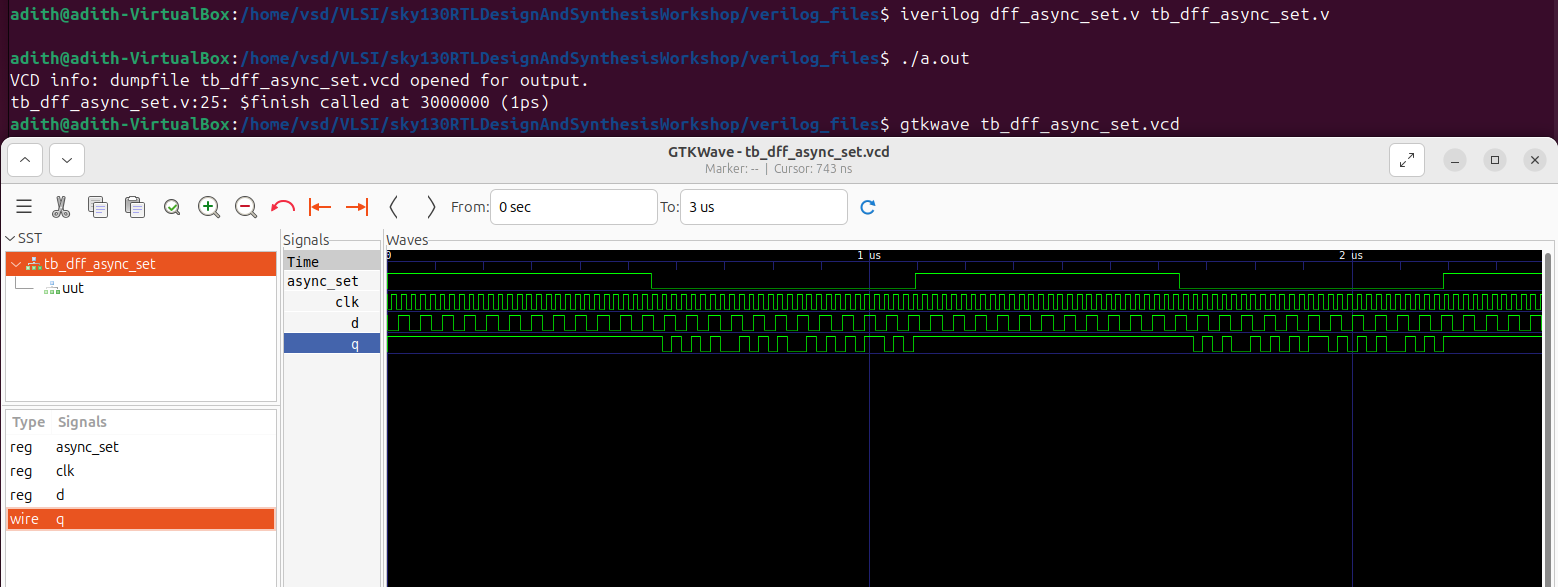 adith@adith-VirtualBox:/home/vsd/VLSI/sky130RTLDesignAndSynthesisWorkshop/verilog_files$ iverilog dff_async_set.v tb_dff_async_set.v
adith@adith-VirtualBox:/home/vsd/VLSI/sky130RTLDesignAndSynthesisWorkshop/verilog_files$ ./a.out
VCD info: dumpfile tb_dff_async_set.vcd opened for output.
tb_dff_async_set.v:25: $finish called at 3000000 (1ps)
adith@adith-VirtualBox:/home/vsd/VLSI/sky130RTLDesignAndSynthesisWorkshop/verilog_files$ gtkwave tb_dff_async_set.vcd
GTKWave - tb_dff_async_set.vcd
Marker: -- | Cursor: 743 ns
From: 0 sec To: 3 us
SST
tb_dff_async_set
uut
Type Signals
reg async_set
reg clk
reg d
wire q
Signals
Time
async_set
clk
d
q
Waves
0 1 us 2 us